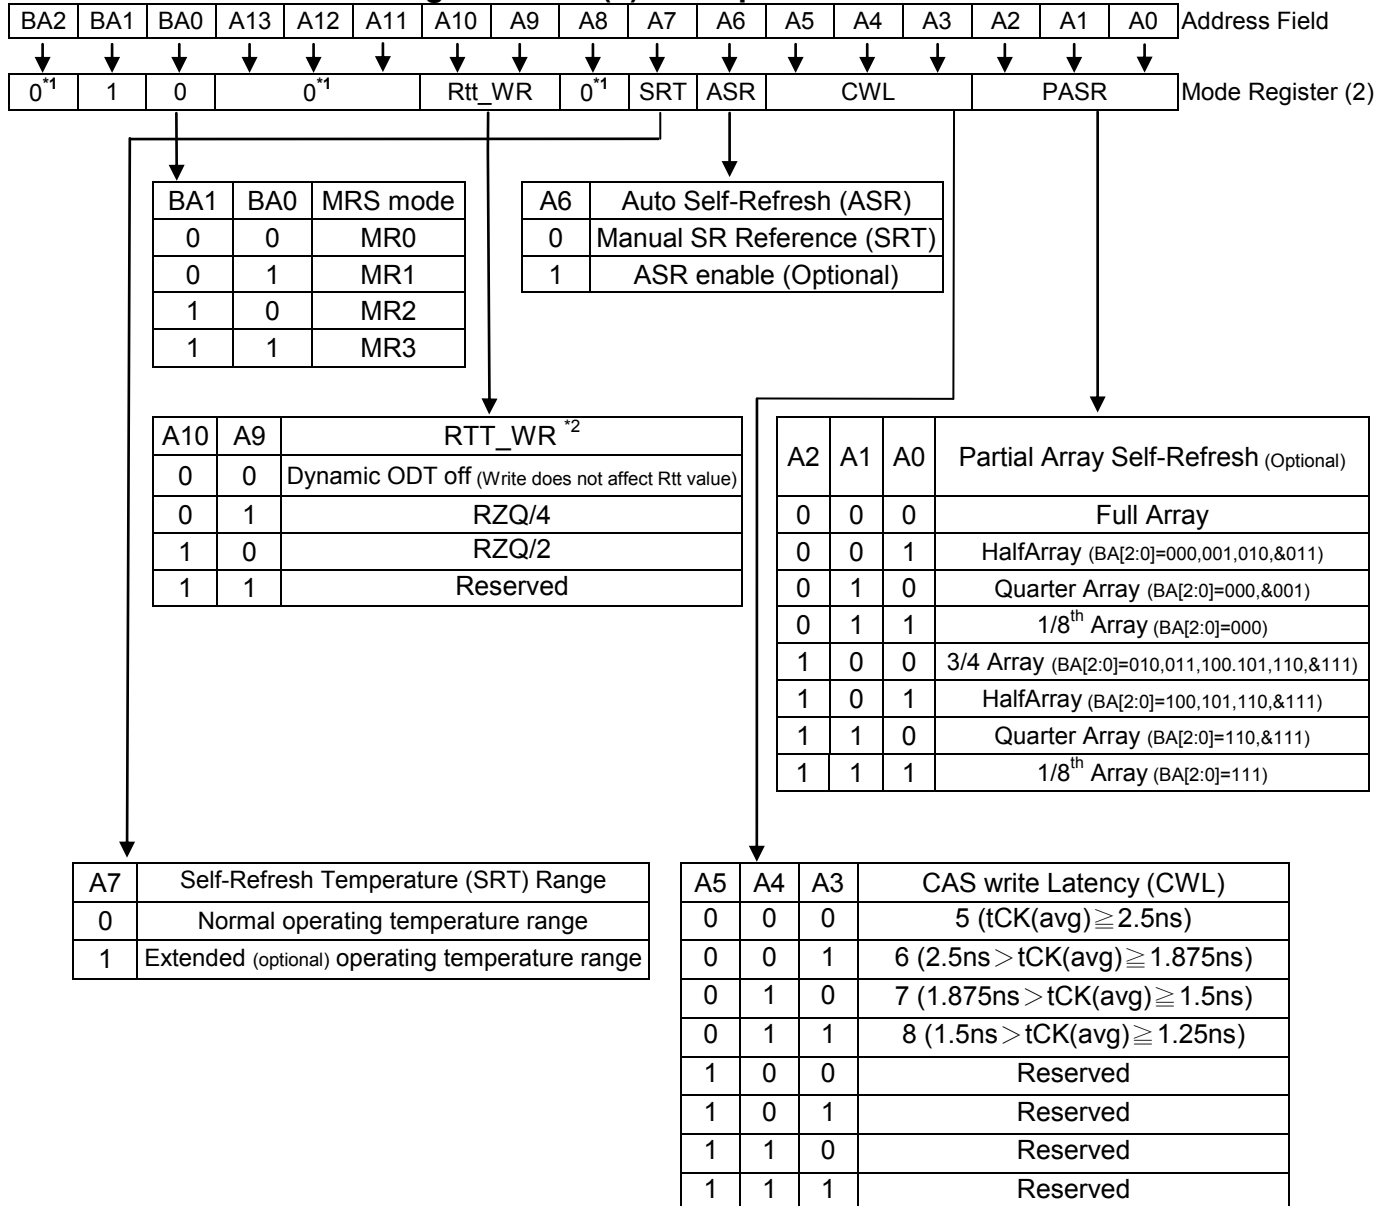 BA2 BA1 BA0 A13 A12 A11 A10 A9 A8 A7 A6 A5 A4 A3 A2 A1 A0 Address Field
0*1 1 0 0*1 Rtt_WR 0*1 SRT ASR CWL PASR Mode Register (2)
BA1 BA0 MRS mode
0 0 MR0
0 1 MR1
1 0 MR2
1 1 MR3
A6 Auto Self-Refresh (ASR)
0 Manual SR Reference (SRT)
1 ASR enable (Optional)
A10 A9 RTT_WR *2
0 0 Dynamic ODT off (Write does not affect Rtt value)
0 1 RZQ/4
1 0 RZQ/2
1 1 Reserved
A2 A1 A0 Partial Array Self-Refresh (Optional)
0 0 0 Full Array
0 0 1 HalfArray (BA[2:0]=000,001,010,&011)
0 1 0 Quarter Array (BA[2:0]=000,&001)
0 1 1 1/8th Array (BA[2:0]=000)
1 0 0 3/4 Array (BA[2:0]=010,011,100.101,110,&111)
1 0 1 HalfArray (BA[2:0]=100,101,110,&111)
1 1 0 Quarter Array (BA[2:0]=110,&111)
1 1 1 1/8th Array (BA[2:0]=111)
A7 Self-Refresh Temperature (SRT) Range
0 Normal operating temperature range
1 Extended (optional) operating temperature range
A5 A4 A3 CAS write Latency (CWL)
0 0 0 5 (tCK(avg)≧2.5ns)
0 0 1 6 (2.5ns>tCK(avg)≧1.875ns)
0 1 0 7 (1.875ns>tCK(avg)≧1.5ns)
0 1 1 8 (1.5ns>tCK(avg)≧1.25ns)
1 0 0 Reserved
1 0 1 Reserved
1 1 0 Reserved
1 1 1 Reserved